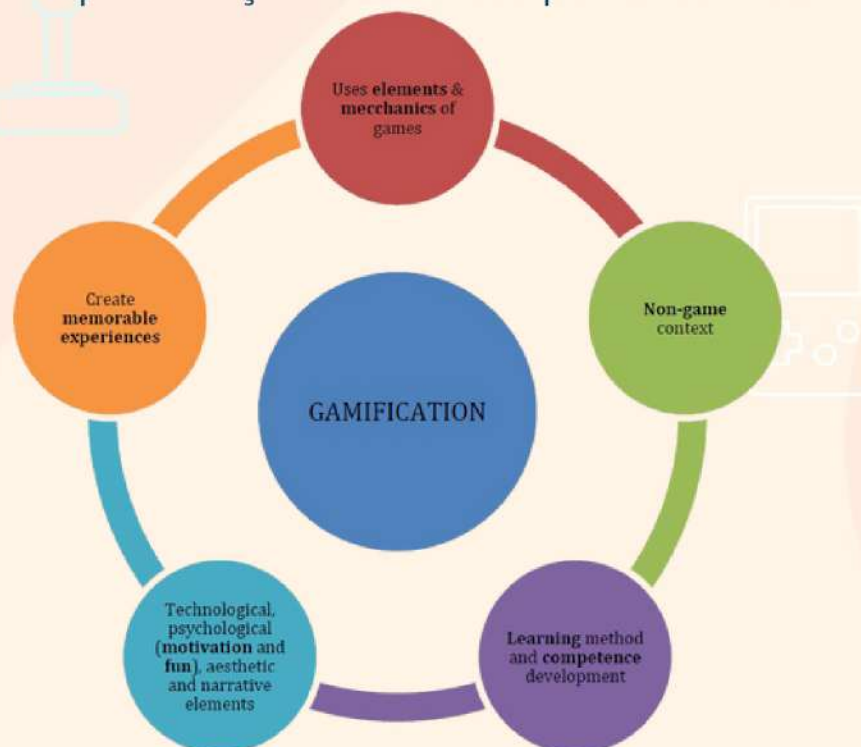 Uses elements &
mecchanics of
games
Non-game
context
Learning method
and competence
development
Technological,
psychological
(motivation and
fun), aesthetic
and narrative
elements
Create
memorable
experiences
GAMIFICATION